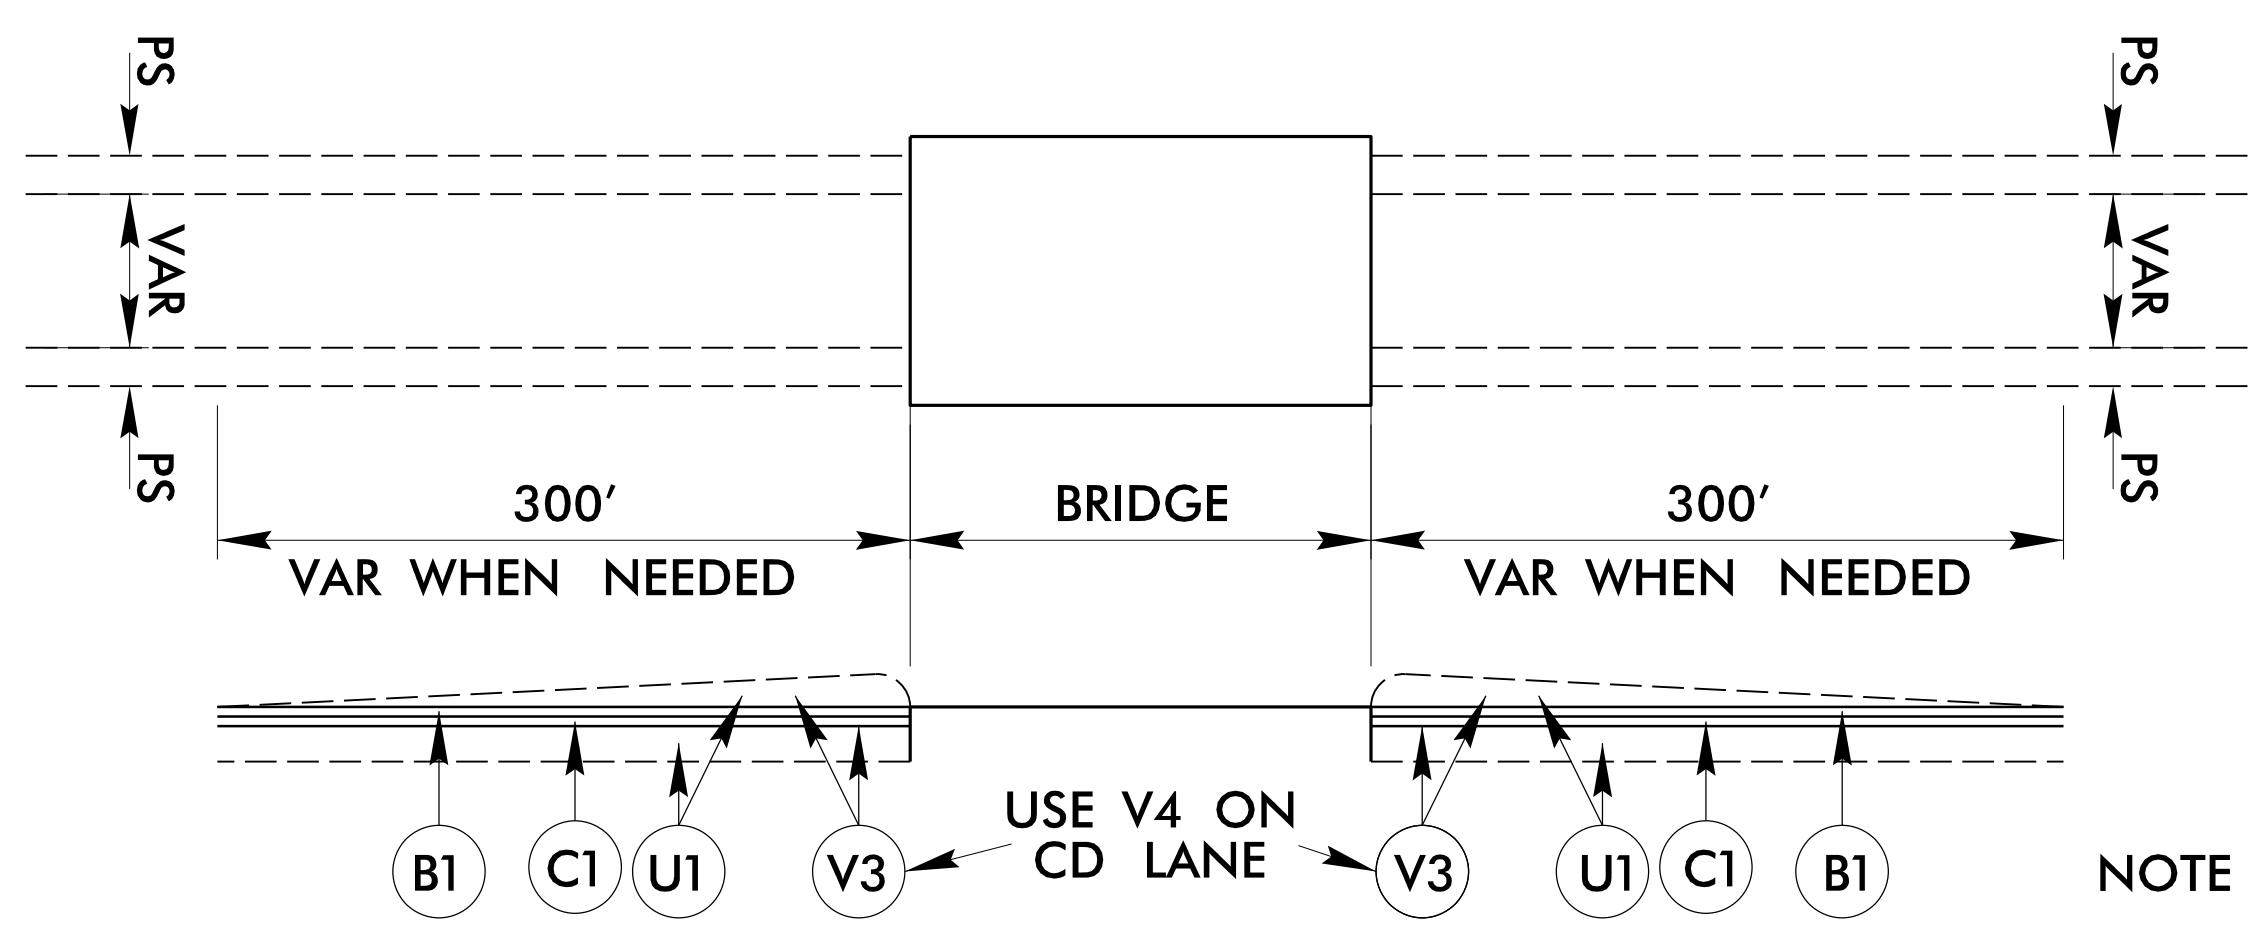 PS
PS
VAR
VAR
PS
PS
300' BRIDGE 300'
VAR WHEN NEEDED VAR WHEN NEEDED
USE V4 ON
CD LANE
B1 C1 U1 V3 V3 U1 C1 B1 NOTE